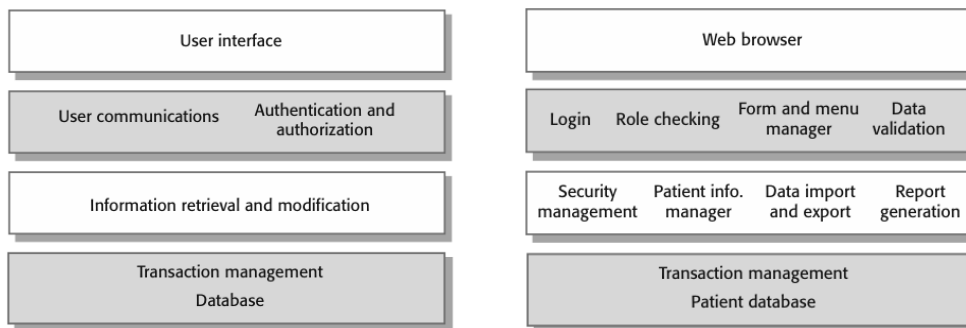 User interface
User communications
Authentication and
authorization
Information retrieval and modification
Transaction management
Database
Web browser
Login
Role checking
Form and menu
manager
Data
validation
Security
management
Patient info.
manager
Data import
and export
Report
generation
Transaction management
Patient database